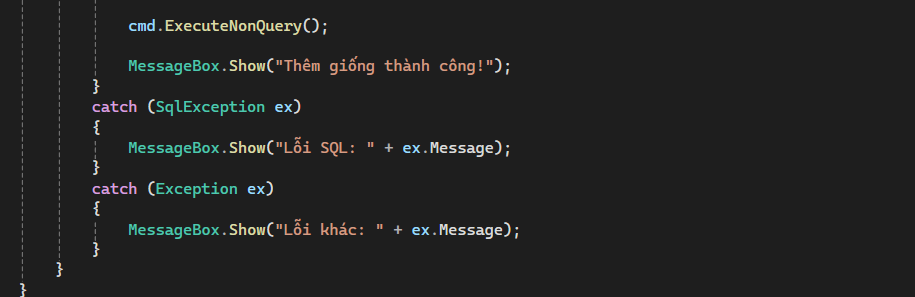 cmd.ExecuteNonQuery();
MessageBox.Show("Thêm giống thành công!");
}
catch (SqlException ex)
{
MessageBox.Show("Lỗi SQL: " + ex.Message);
}
catch (Exception ex)
{
MessageBox.Show("Lỗi khác: " + ex.Message);
}
}
}